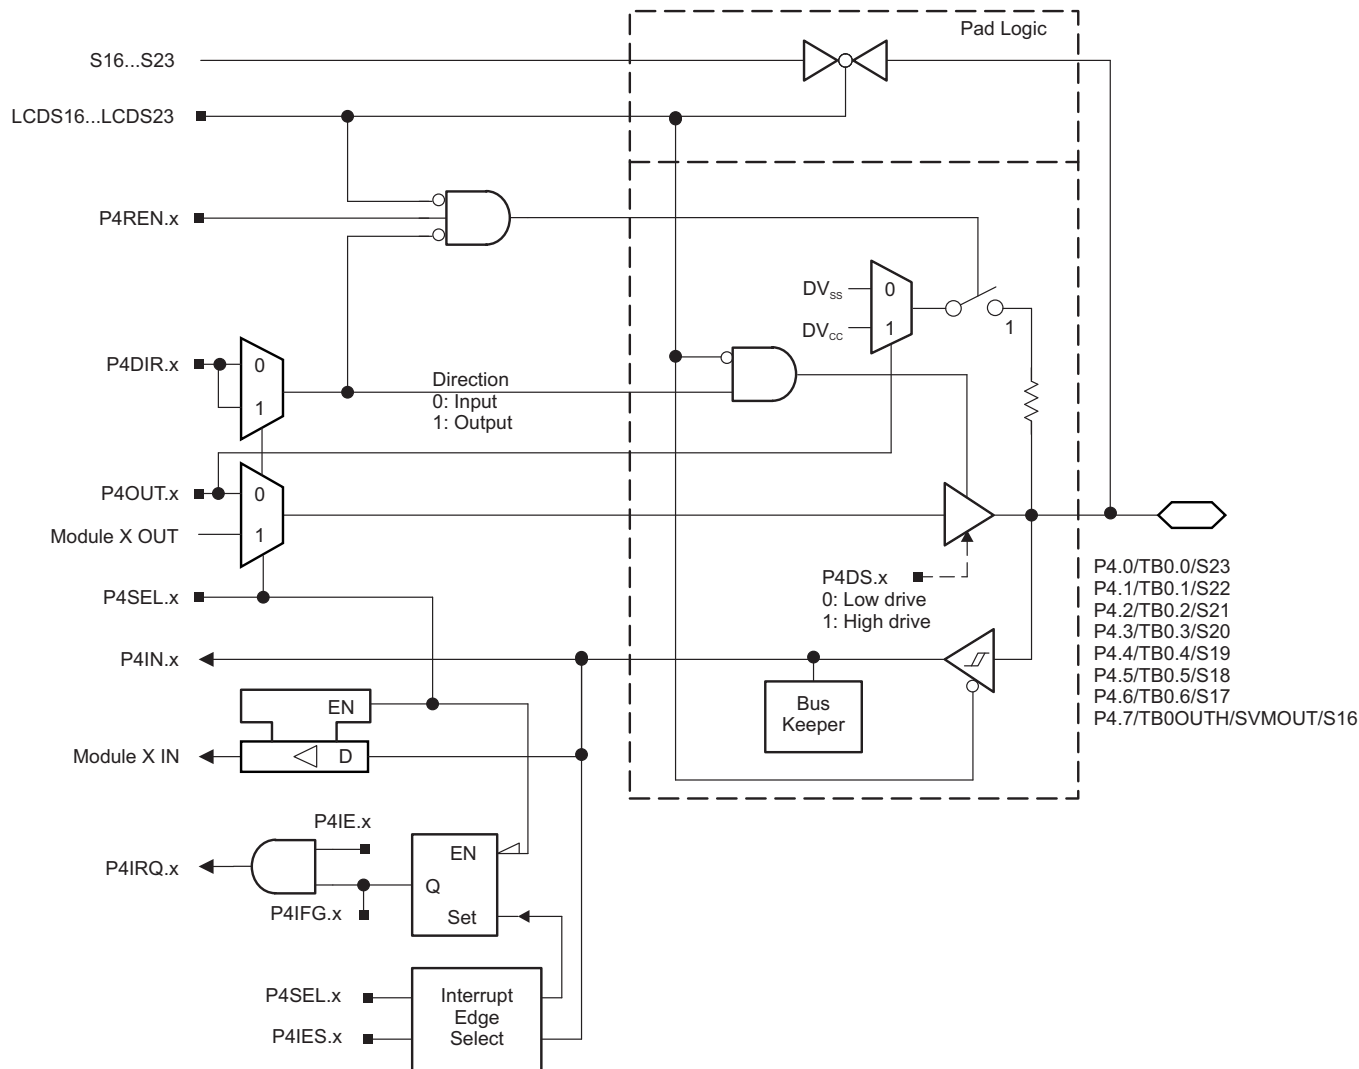 Pad Logic
S16...S23
LCDS16...LCDS23
P4REN.x
DVSS
0
DVCC
1
1
P4DIR.x
0
1
Direction
0: Input
1: Output
P4OUT.x
0
Module X OUT
1
P4DS.x
0: Low drive
1: High drive
P4SEL.x
P4.0/TB0.0/S23
P4.1/TB0.1/S22
P4.2/TB0.2/S21
P4.3/TB0.3/S20
P4.4/TB0.4/S19
P4.5/TB0.5/S18
P4.6/TB0.6/S17
P4.7/TB0OUTH/SVMOUT/S16
P4IN.x
Bus
Keeper
EN
Module X IN
D
P4IE.x
P4IRQ.x
EN
Q
P4IFG.x
Set
P4SEL.x
P4IES.x
Interrupt
Edge
Select